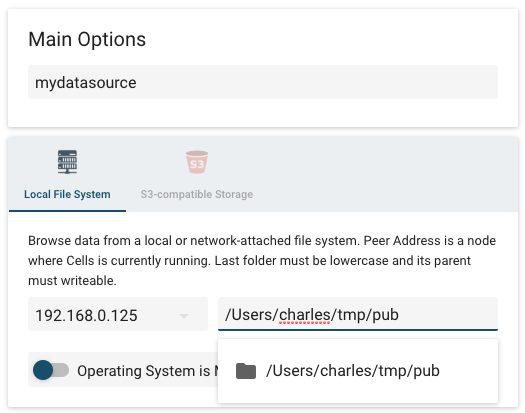 Main Options
mydatasource
S3
Local File System
S3-compatible Storage
Browse data from a local or network-attached file system. Peer Address is a node
where Cells is currently running. Last folder must be lowercase and its parent
must writeable.
192.168.0.125
/Users/charles/tmp/pub
Operating System is
/Users/charles/tmp/pub